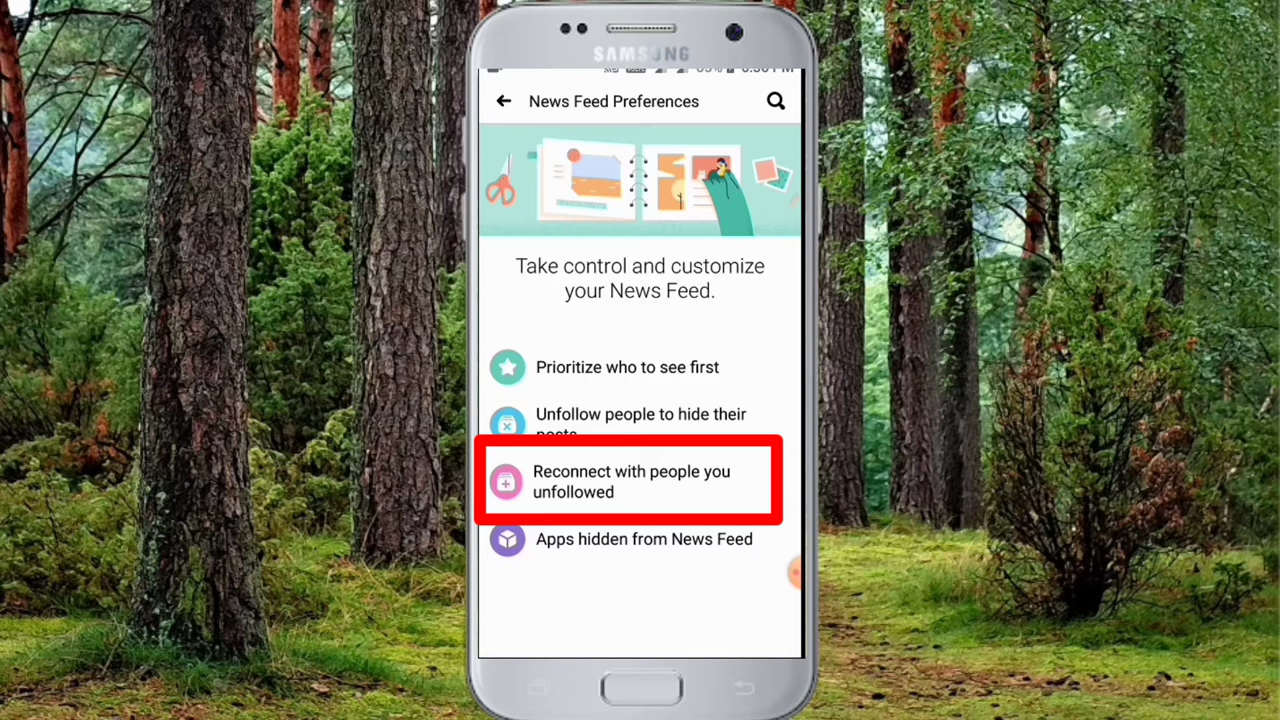 SAMSUNG
News Feed Preferences
Take control and customize
your News Feed.
Prioritize who to see first
Unfollow people to hide their
posts
Reconnect with people you
unfollowed
Apps hidden from News Feed